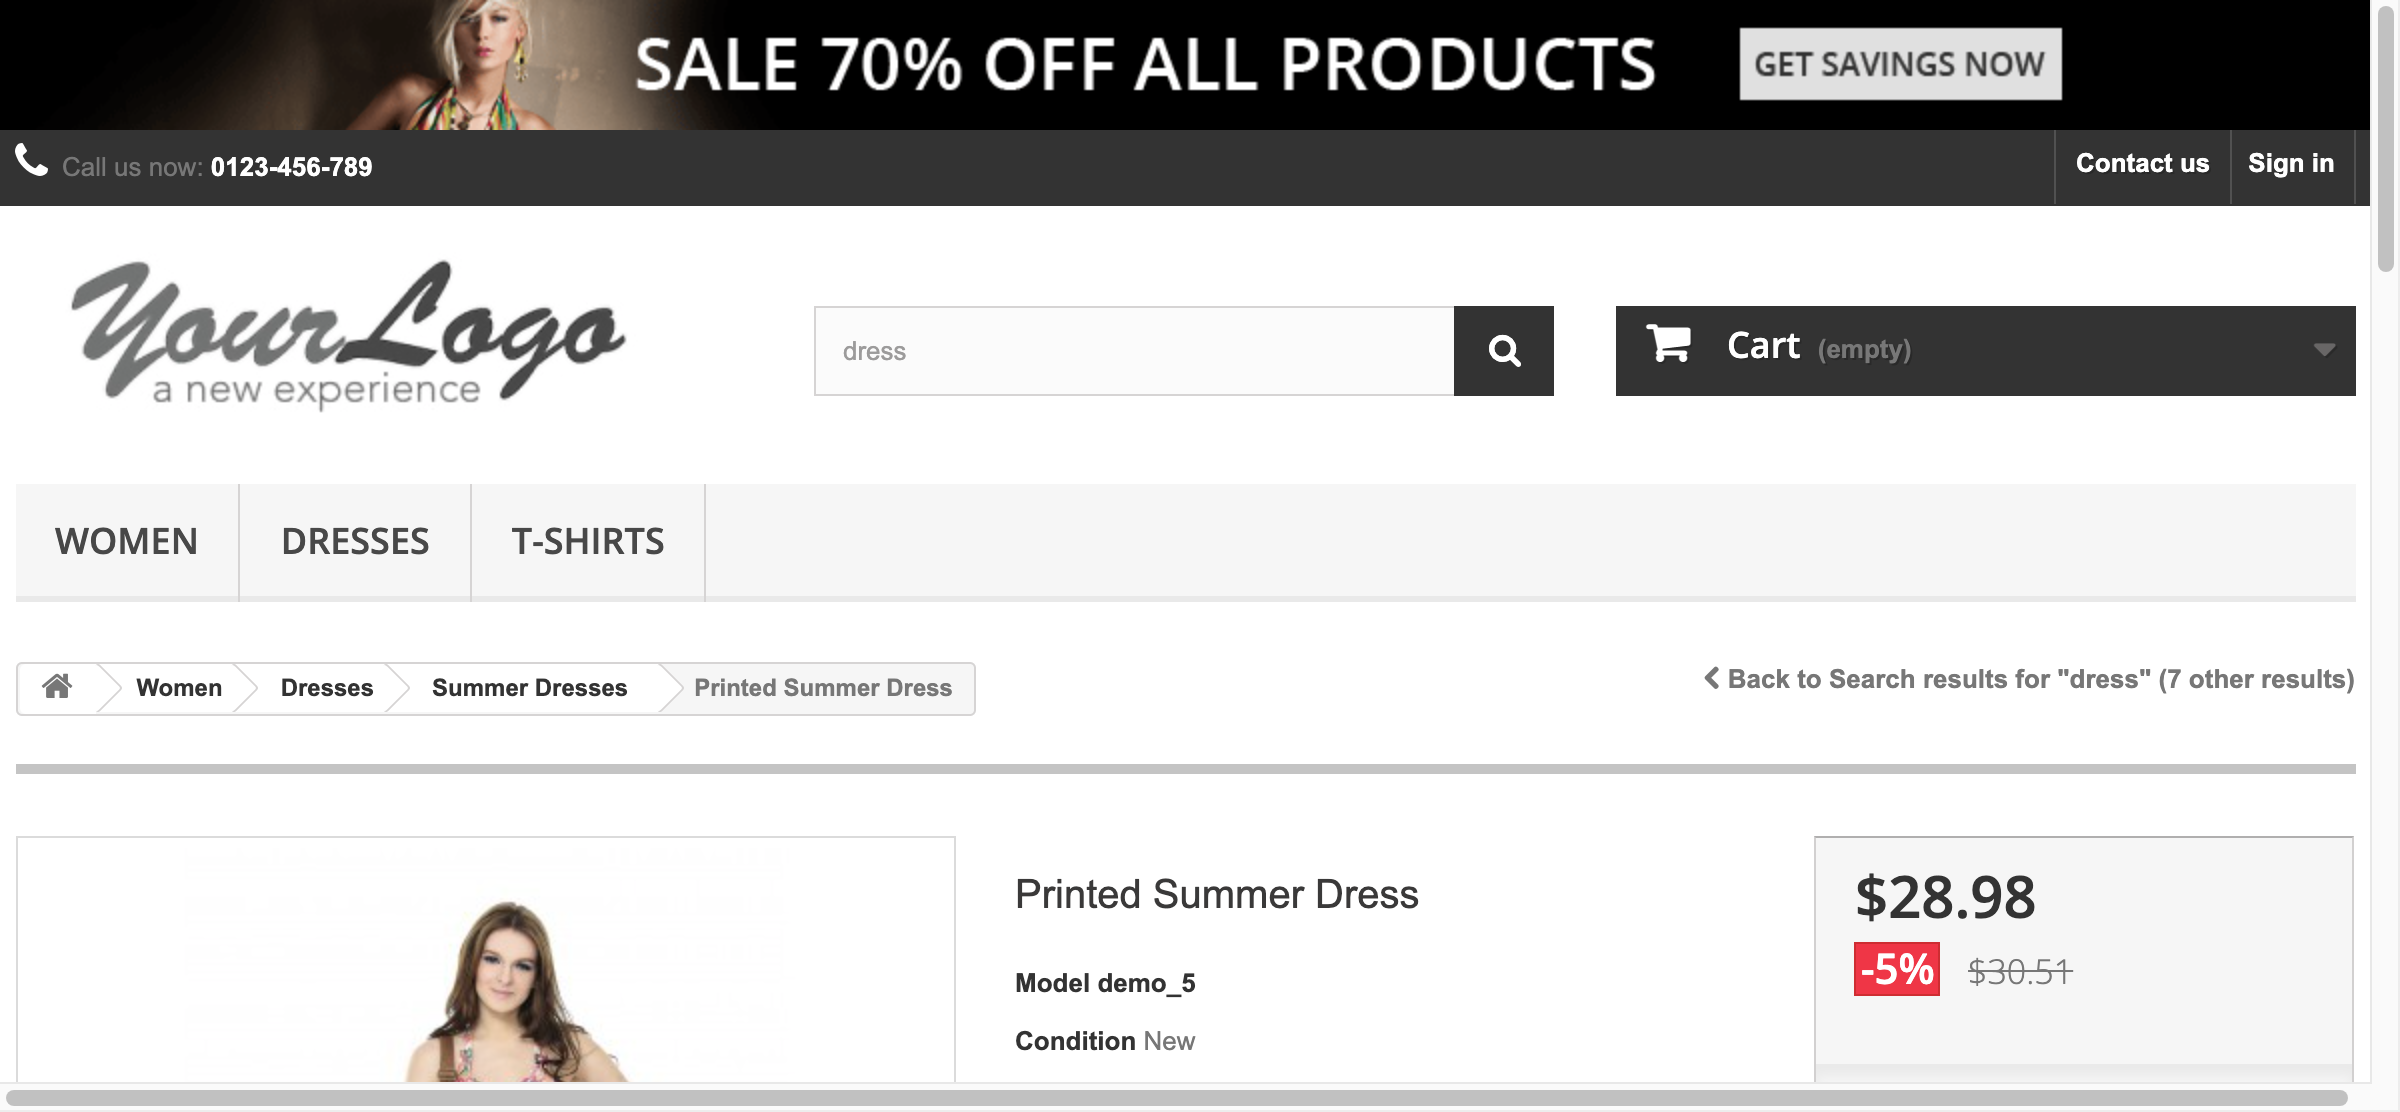 SALE 70% OFF ALL PRODUCTS
GET SAVINGS NOW
Call us now: 0123-456-789
Contact us
Sign in
YourLogo
a new experience
dress
Cart (empty)
WOMEN
DRESSES
T-SHIRTS
Women
Dresses
Summer Dresses
Printed Summer Dress
Back to Search results for "dress" (7 other results)
Printed Summer Dress
Model demo_5
Condition New
$28.98
-5% $30.51